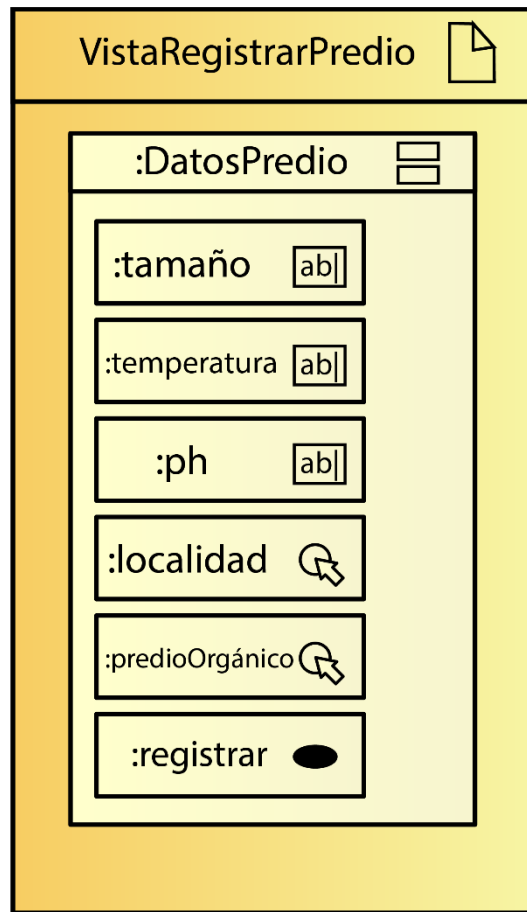 VistaRegistrarPredio
:DatosPredio
:tamaño ab|
:temperatura ab|
:ph ab|
:localidad
:predioOrgánico
:registrar